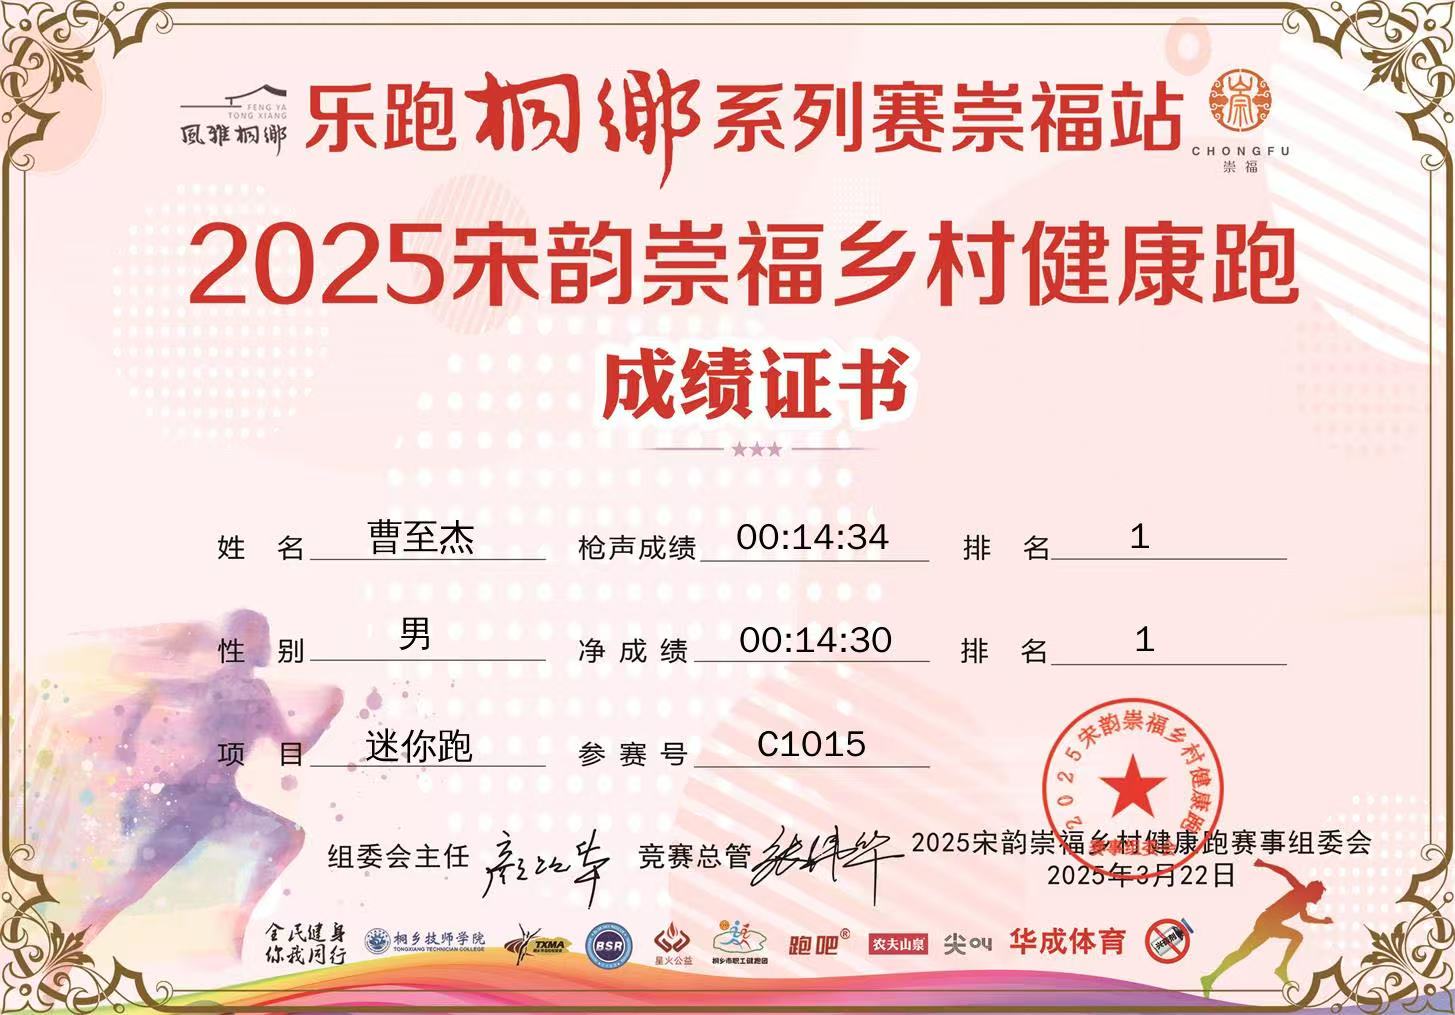 FENG YA
TONG XIANG
風雅桐鄉
乐跑桐鄉系列赛崇福站
CHONGFU
崇福
2025宋韵崇福乡村健康跑
成绩证书
姓 名 曹至杰 枪声成绩 00:14:34 排 名 1
性 别 男 净成绩 00:14:30 排 名 1
项 目 迷你跑 参赛号 C1015
2025宋韵崇福乡村健康跑
赛事组委会
组委会主任 竞赛总管 2025宋韵崇福乡村健康跑赛事组委会
2025年3月22日
全民健身
你我同行
桐乡技师学院
TONGXIANG TECHNICIAN COLLEGE
TXMA
BSR
星火公益
桐乡市职工健跑团
跑吧®
农夫山泉
尖叫
华成体育